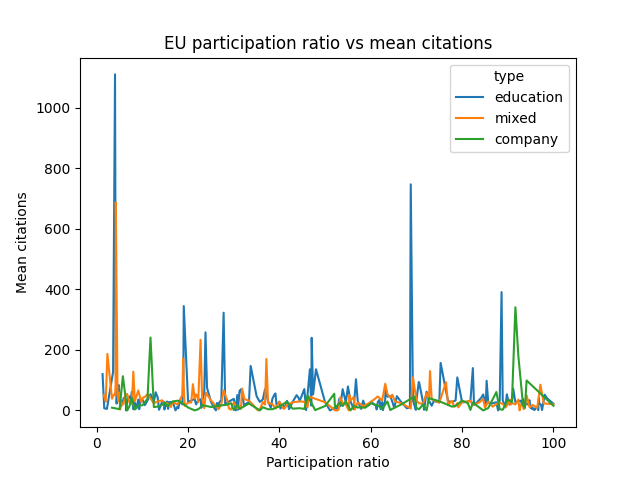 EU participation ratio vs mean citations
type
education
mixed
company
Mean citations
1000
800
600
400
200
0
0 20 40 60 80 100
Participation ratio